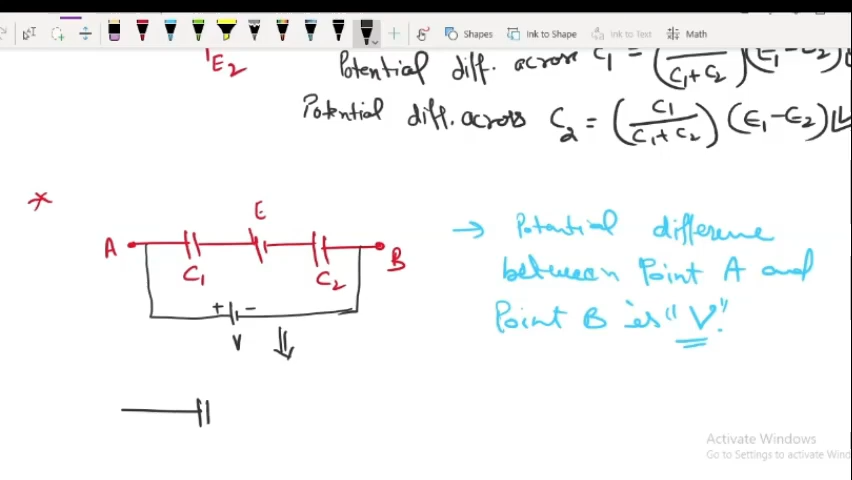 Shapes Ink to Shape Ink to Text Math
E2
Potential diff. across C1 = ( / C1+C2 ) (E1-E2)
Potential diff. across C2 = ( C1 / C1+C2 ) (E1-E2)
* E
A B
C1 C2
+ -
V
→ Potential difference
between Point A and
Point B is "V".
Activate Windows
Go to Settings to activate Wind